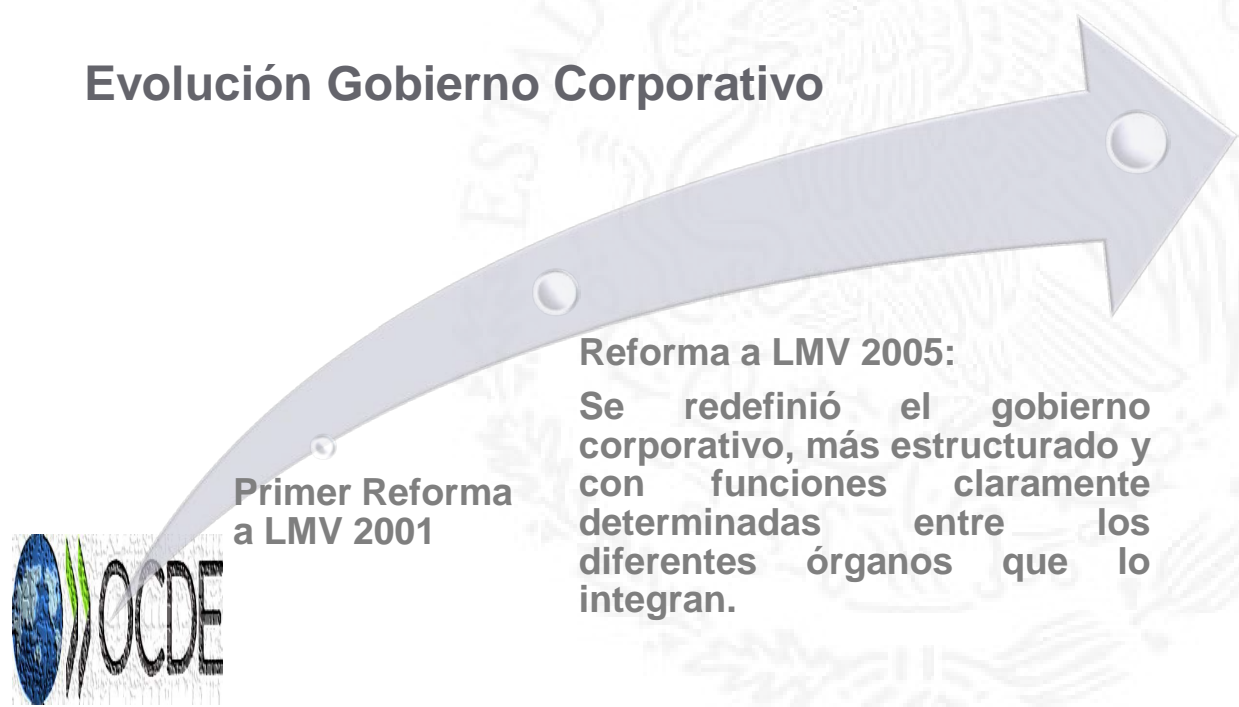 Evolución Gobierno Corporativo
Reforma a LMV 2005:
Se redefinió el gobierno
corporativo, más estructurado y
con funciones claramente
determinadas entre los
diferentes órganos que lo
integran.
Primer Reforma
a LMV 2001
OCDE
ESTAD